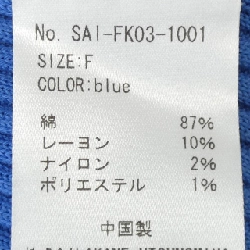 No. SAI-FK03-1001
SIZE:F
COLOR:blue
綿 87%
レーヨン 10%
ナイロン 2%
ポリエステル 1%
中国製